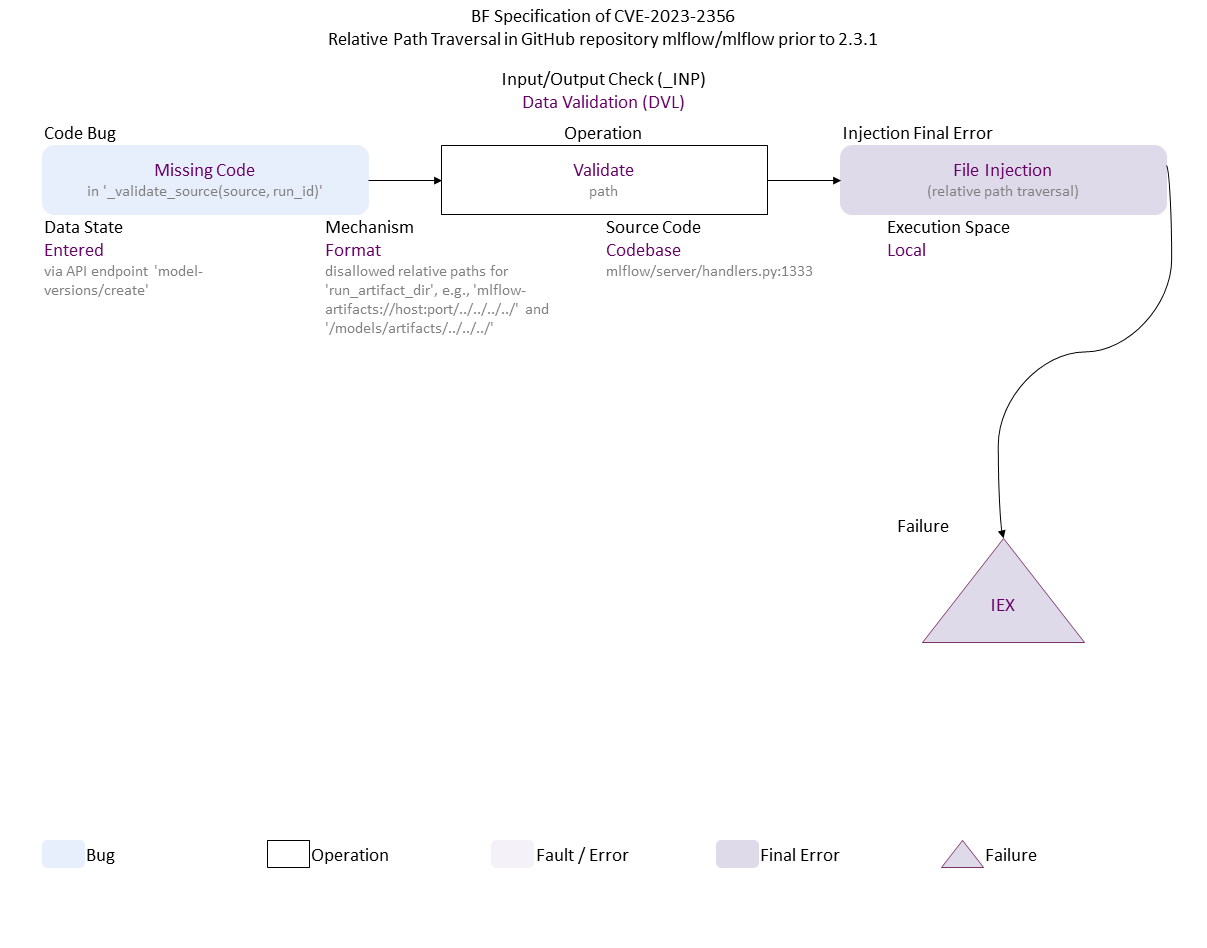 BF Specification of CVE-2023-2356
Relative Path Traversal in GitHub repository mlflow/mlflow prior to 2.3.1
Input/Output Check (_INP)
Data Validation (DVL)
Code Bug
Operation
Injection Final Error
Missing Code
in '_validate_source(source, run_id)'
Validate
path
File Injection
(relative path traversal)
Data State
Entered
via API endpoint 'model-
versions/create'
Mechanism
Format
disallowed relative paths for
'run_artifact_dir', e.g., 'mlflow-
artifacts://host:port/../../../../' and
'/models/artifacts/../../../'
Source Code
Codebase
mlflow/server/handlers.py:1333
Execution Space
Local
Failure
IEX
Bug
Operation
Fault / Error
Final Error
Failure